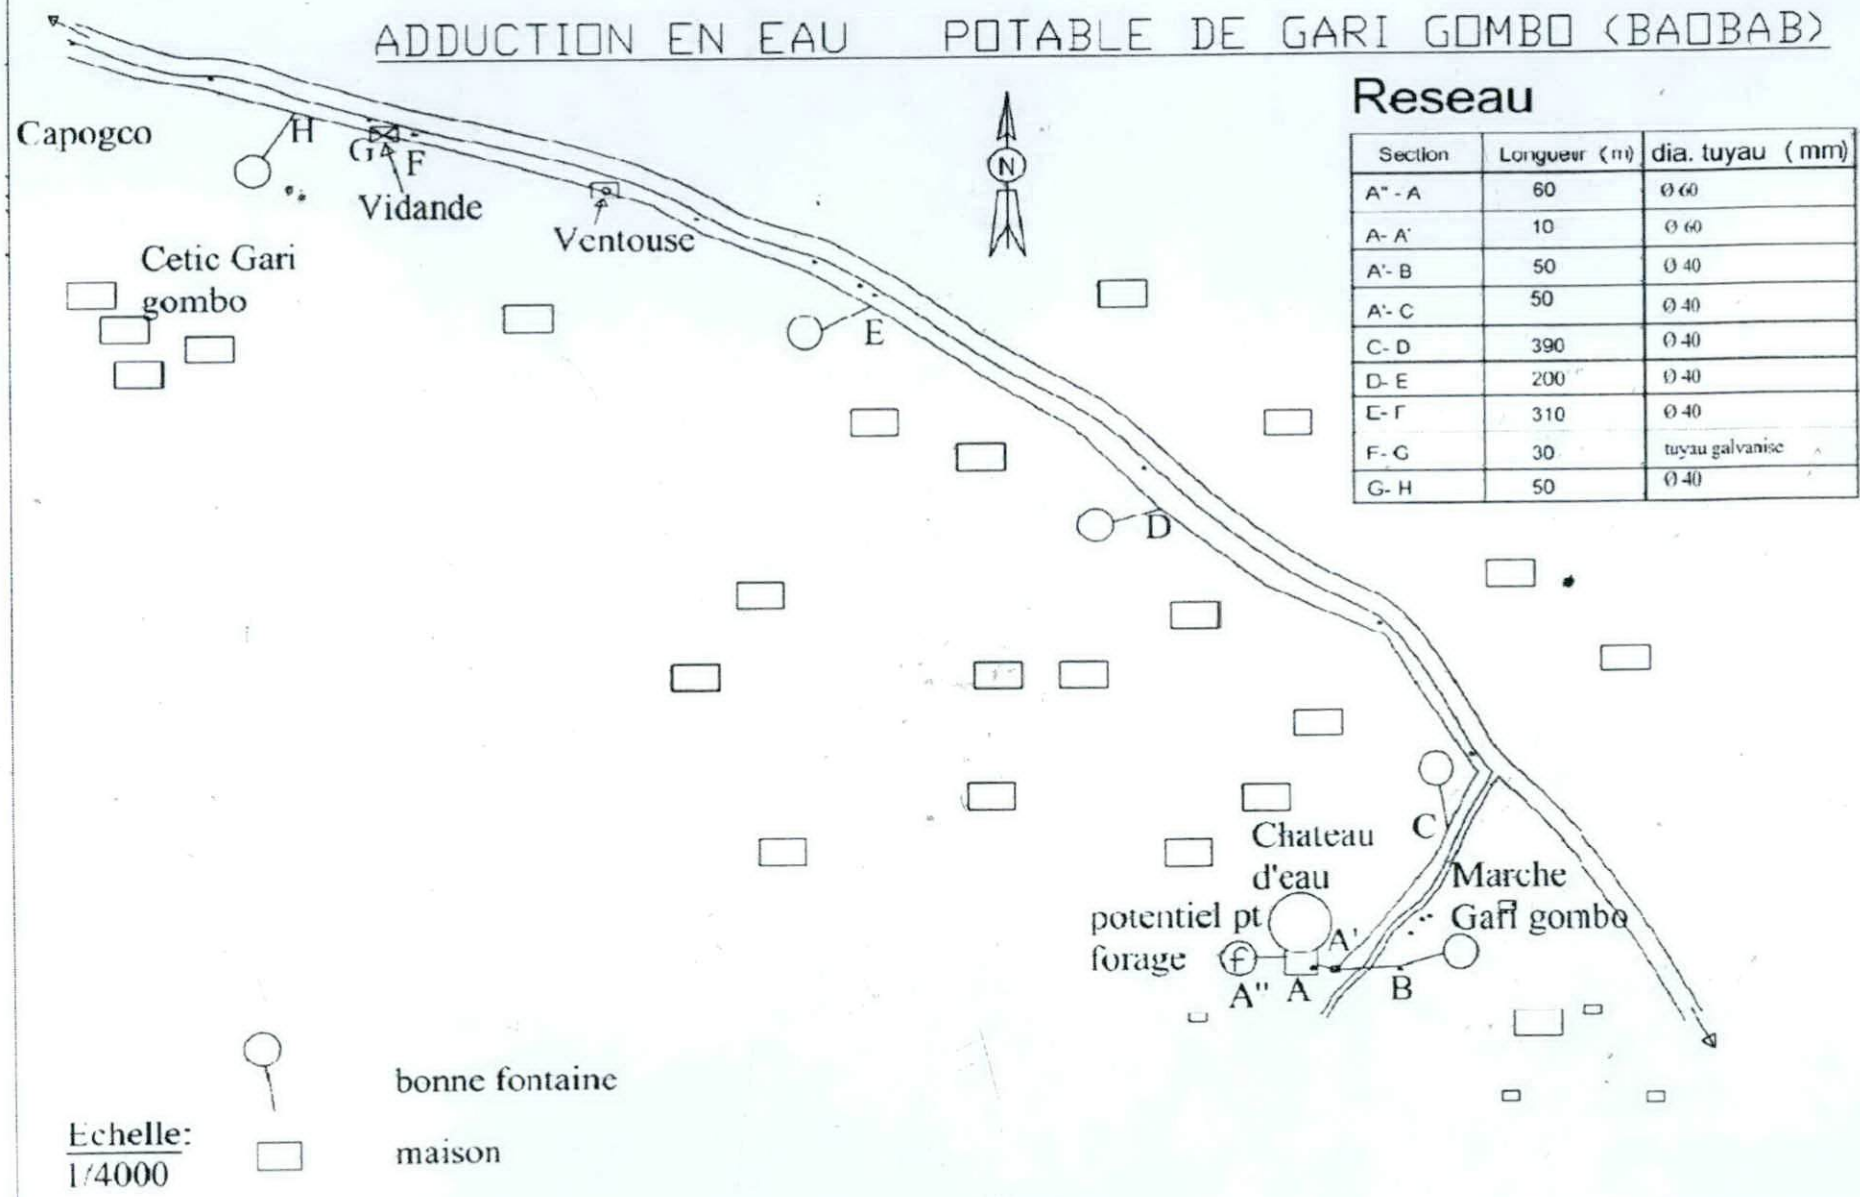 ADDUCTION EN EAU POTABLE DE GARI GOMBO (BAOBAB)
Reseau
Section Longueur (m) dia. tuyau (mm)
A" - A 60 Ø 60
A- A' 10 Ø 60
A'- B 50 Ø 40
A'- C 50 Ø 40
C- D 390 Ø 40
D- E 200 Ø 40
E- F 310 Ø 40
F- G 30 tuyau galvanise
G- H 50 Ø 40
N
Capogco
H
G
F
Vidande
Ventouse
Cetic Gari
gombo
E
D
C
Chateau
d'eau
Marche
Gari gombo
potentiel pt
forage
f
A'
A"
A
B
bonne fontaine
maison
Echelle:
1/4000